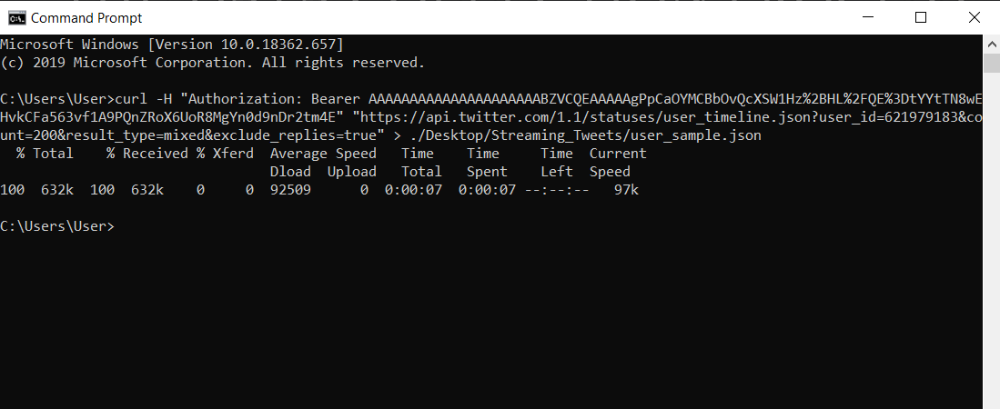 Command Prompt
Microsoft Windows [Version 10.0.18362.657]
(c) 2019 Microsoft Corporation. All rights reserved.
C:\Users\User>curl -H "Authorization: Bearer AAAAAAAAAAAAAAAAAAAAABZVCQEAAAAAgPpCaOYMCBbOvQcXSW1Hz%2BHL%2FQE%3DtYYtTN8wE
HvkCFa563vf1A9PQnZRoX6UoR8MgYn0d9nDr2tm4E" "https://api.twitter.com/1.1/statuses/user_timeline.json?user_id=621979183&co
unt=200&result_type=mixed&exclude_replies=true" > ./Desktop/Streaming_Tweets/user_sample.json
% Total % Received % Xferd Average Speed Time Time Time Current
Dload Upload Total Spent Left Speed
100 632k 100 632k 0 0 92509 0 0:00:07 0:00:07 --:--:-- 97k
C:\Users\User>